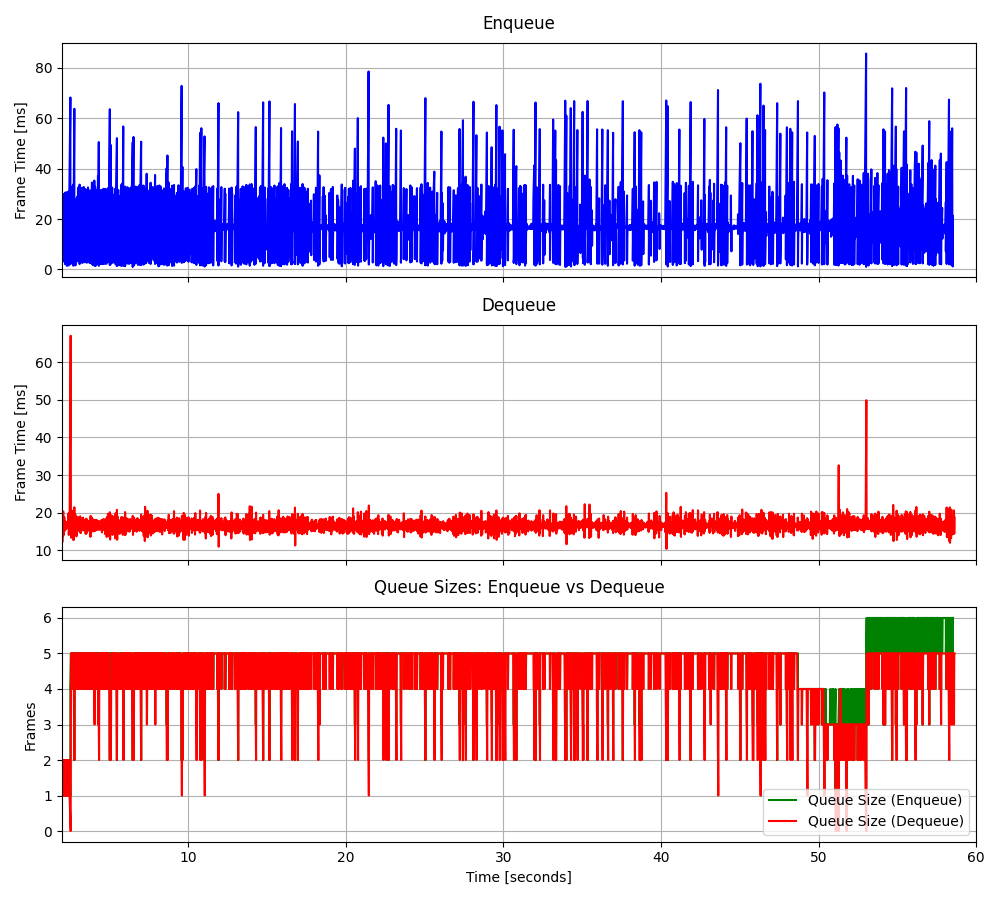 Enqueue
80
60
40
20
0
Frame Time [ms]
Dequeue
60
50
40
30
20
10
Frame Time [ms]
Queue Sizes: Enqueue vs Dequeue
6
5
4
3
2
1
0
Frames
Queue Size (Enqueue)
Queue Size (Dequeue)
10 20 30 40 50 60
Time [seconds]